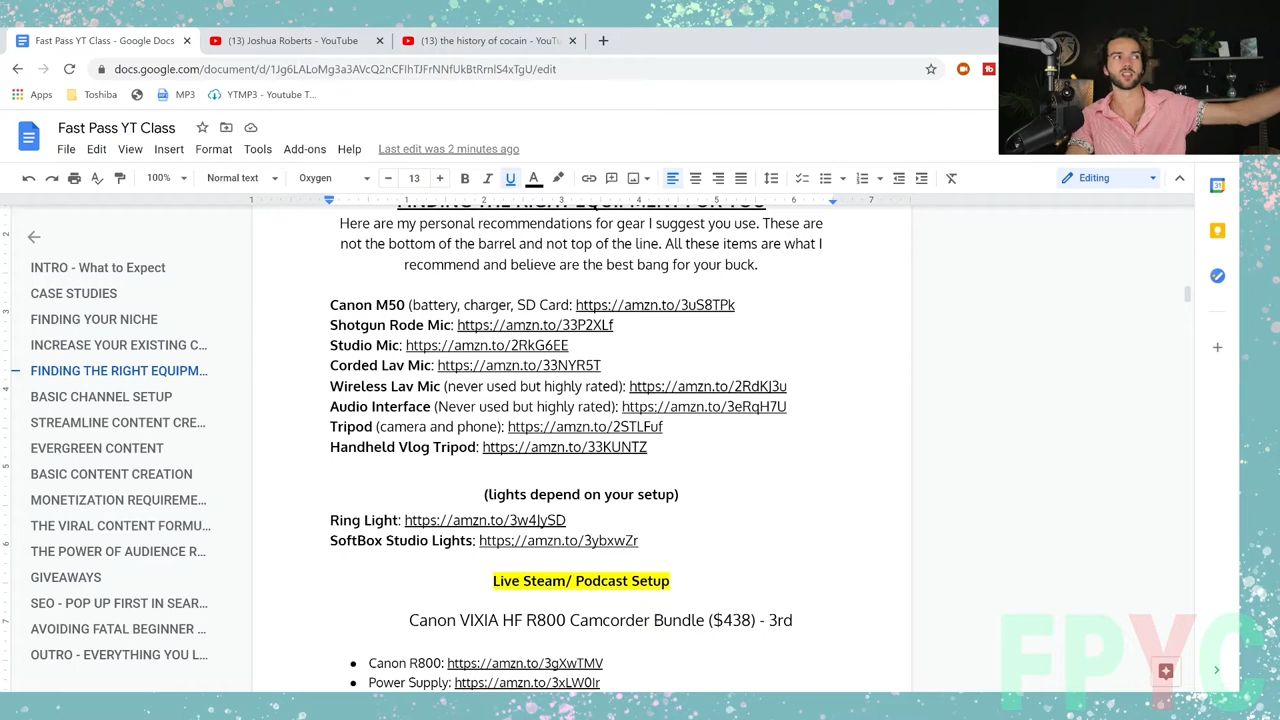 Fast Pass YT Class - Google Docs
(13) Joshua Roberts - YouTube
(13) the history of cocain - YouT
docs.google.com/document/d/
/edit
Apps
Toshiba
MP3
YTMP3 - Youtube T...
Fast Pass YT Class
File Edit View Insert Format Tools Add-ons Help Last edit was 2 minutes ago
100% Normal text Oxygen 13 Editing
INTRO - What to Expect
CASE STUDIES
FINDING YOUR NICHE
INCREASE YOUR EXISTING C...
FINDING THE RIGHT EQUIPM...
BASIC CHANNEL SETUP
STREAMLINE CONTENT CRE...
EVERGREEN CONTENT
BASIC CONTENT CREATION
MONETIZATION REQUIREME...
THE VIRAL CONTENT FORMU...
THE POWER OF AUDIENCE R...
GIVEAWAYS
SEO - POP UP FIRST IN SEAR...
AVOIDING FATAL BEGINNER ...
OUTRO - EVERYTHING YOU L...
Here are my personal recommendations for gear I suggest you use. These are
not the bottom of the barrel and not top of the line. All these items are what I
recommend and believe are the best bang for your buck.
Canon M50 (battery, charger, SD Card: https://amzn.to/3uS8TPk
Shotgun Rode Mic: https://amzn.to/33P2XLf
Studio Mic: https://amzn.to/2RkG6EE
Corded Lav Mic: https://amzn.to/33NYR5T
Wireless Lav Mic (never used but highly rated): https://amzn.to/2RdKJ3u
Audio Interface (Never used but highly rated): https://amzn.to/3eRqH7U
Tripod (camera and phone): https://amzn.to/2STLFuf
Handheld Vlog Tripod: https://amzn.to/33KUNTZ
(lights depend on your setup)
Ring Light: https://amzn.to/3w4JySD
SoftBox Studio Lights: https://amzn.to/3ybxwZr
Live Steam/ Podcast Setup
Canon VIXIA HF R800 Camcorder Bundle ($438) - 3rd
Canon R800: https://amzn.to/3gXwTMV
Power Supply: https://amzn.to/3xLW0lr
FPYC